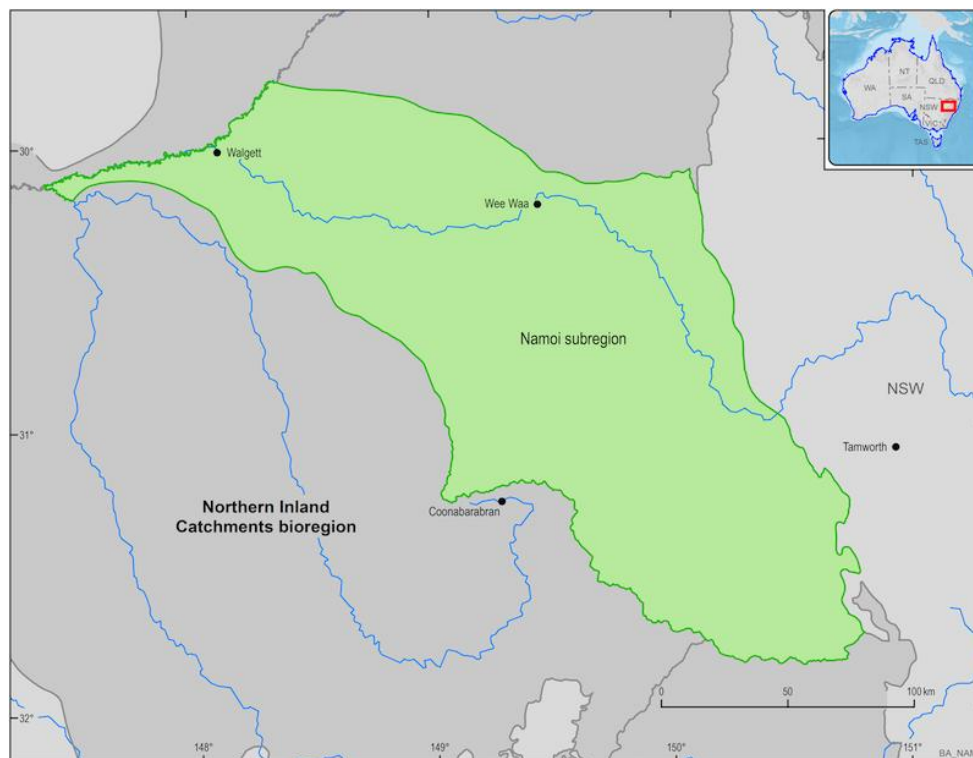 NT
QLD
WA
SA
NSW
VIC
TAS
30°
Walgett
Wee Waa
Namoi subregion
NSW
31°
Tamworth
Northern Inland
Catchments bioregion
Coonabarabran
0 50 100 km
32°
148° 149° 150° 151°
BA_NAM